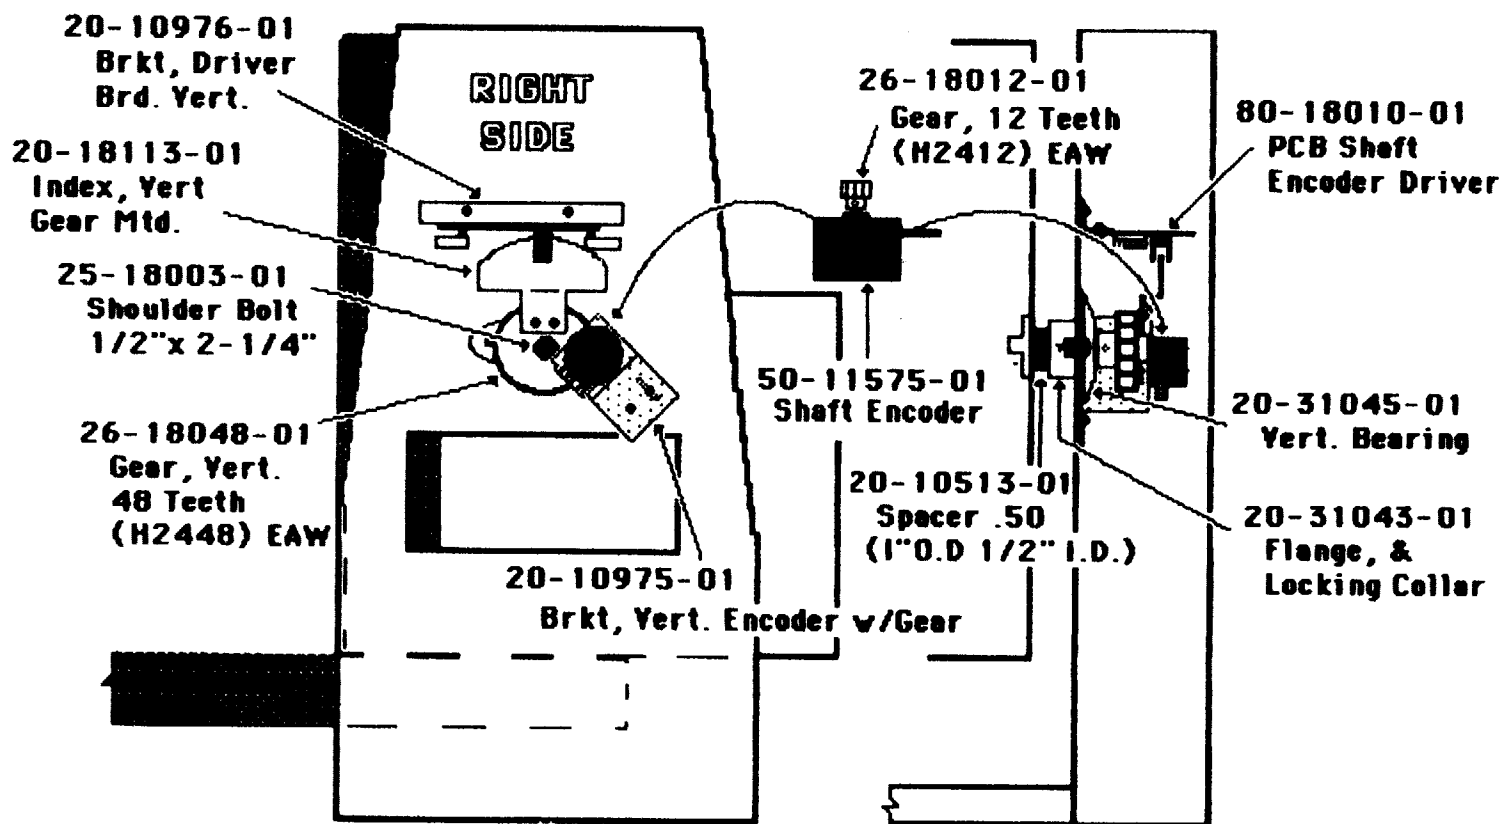 20-10976-01
Brkt, Driver
Brd. Vert.
20-18113-01
Index, Vert
Gear Mtd.
25-18003-01
Shoulder Bolt
1/2"x 2-1/4"
26-18048-01
Gear, Vert.
48 Teeth
(H2448) EAW
RIGHT
SIDE
20-10975-01
Brkt, Vert. Encoder w/Gear
26-18012-01
Gear, 12 Teeth
(H2412) EAW
50-11575-01
Shaft Encoder
20-10513-01
Spacer .50
(1"O.D 1/2" I.D.)
80-18010-01
PCB Shaft
Encoder Driver
20-31045-01
Vert. Bearing
20-31043-01
Flange, &
Locking Collar